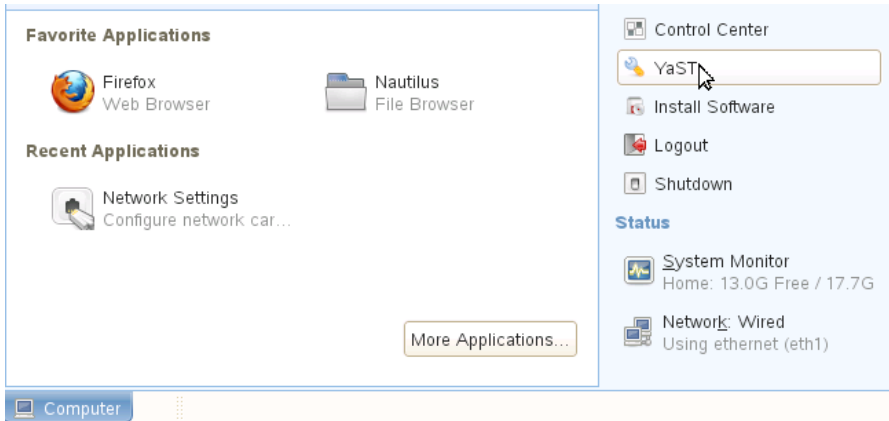 Favorite Applications
Firefox
Web Browser
Nautilus
File Browser
Recent Applications
Network Settings
Configure network car...
More Applications...
Control Center
YaST
Install Software
Logout
Shutdown
Status
System Monitor
Home: 13.0G Free / 17.7G
Network: Wired
Using ethernet (eth1)
Computer